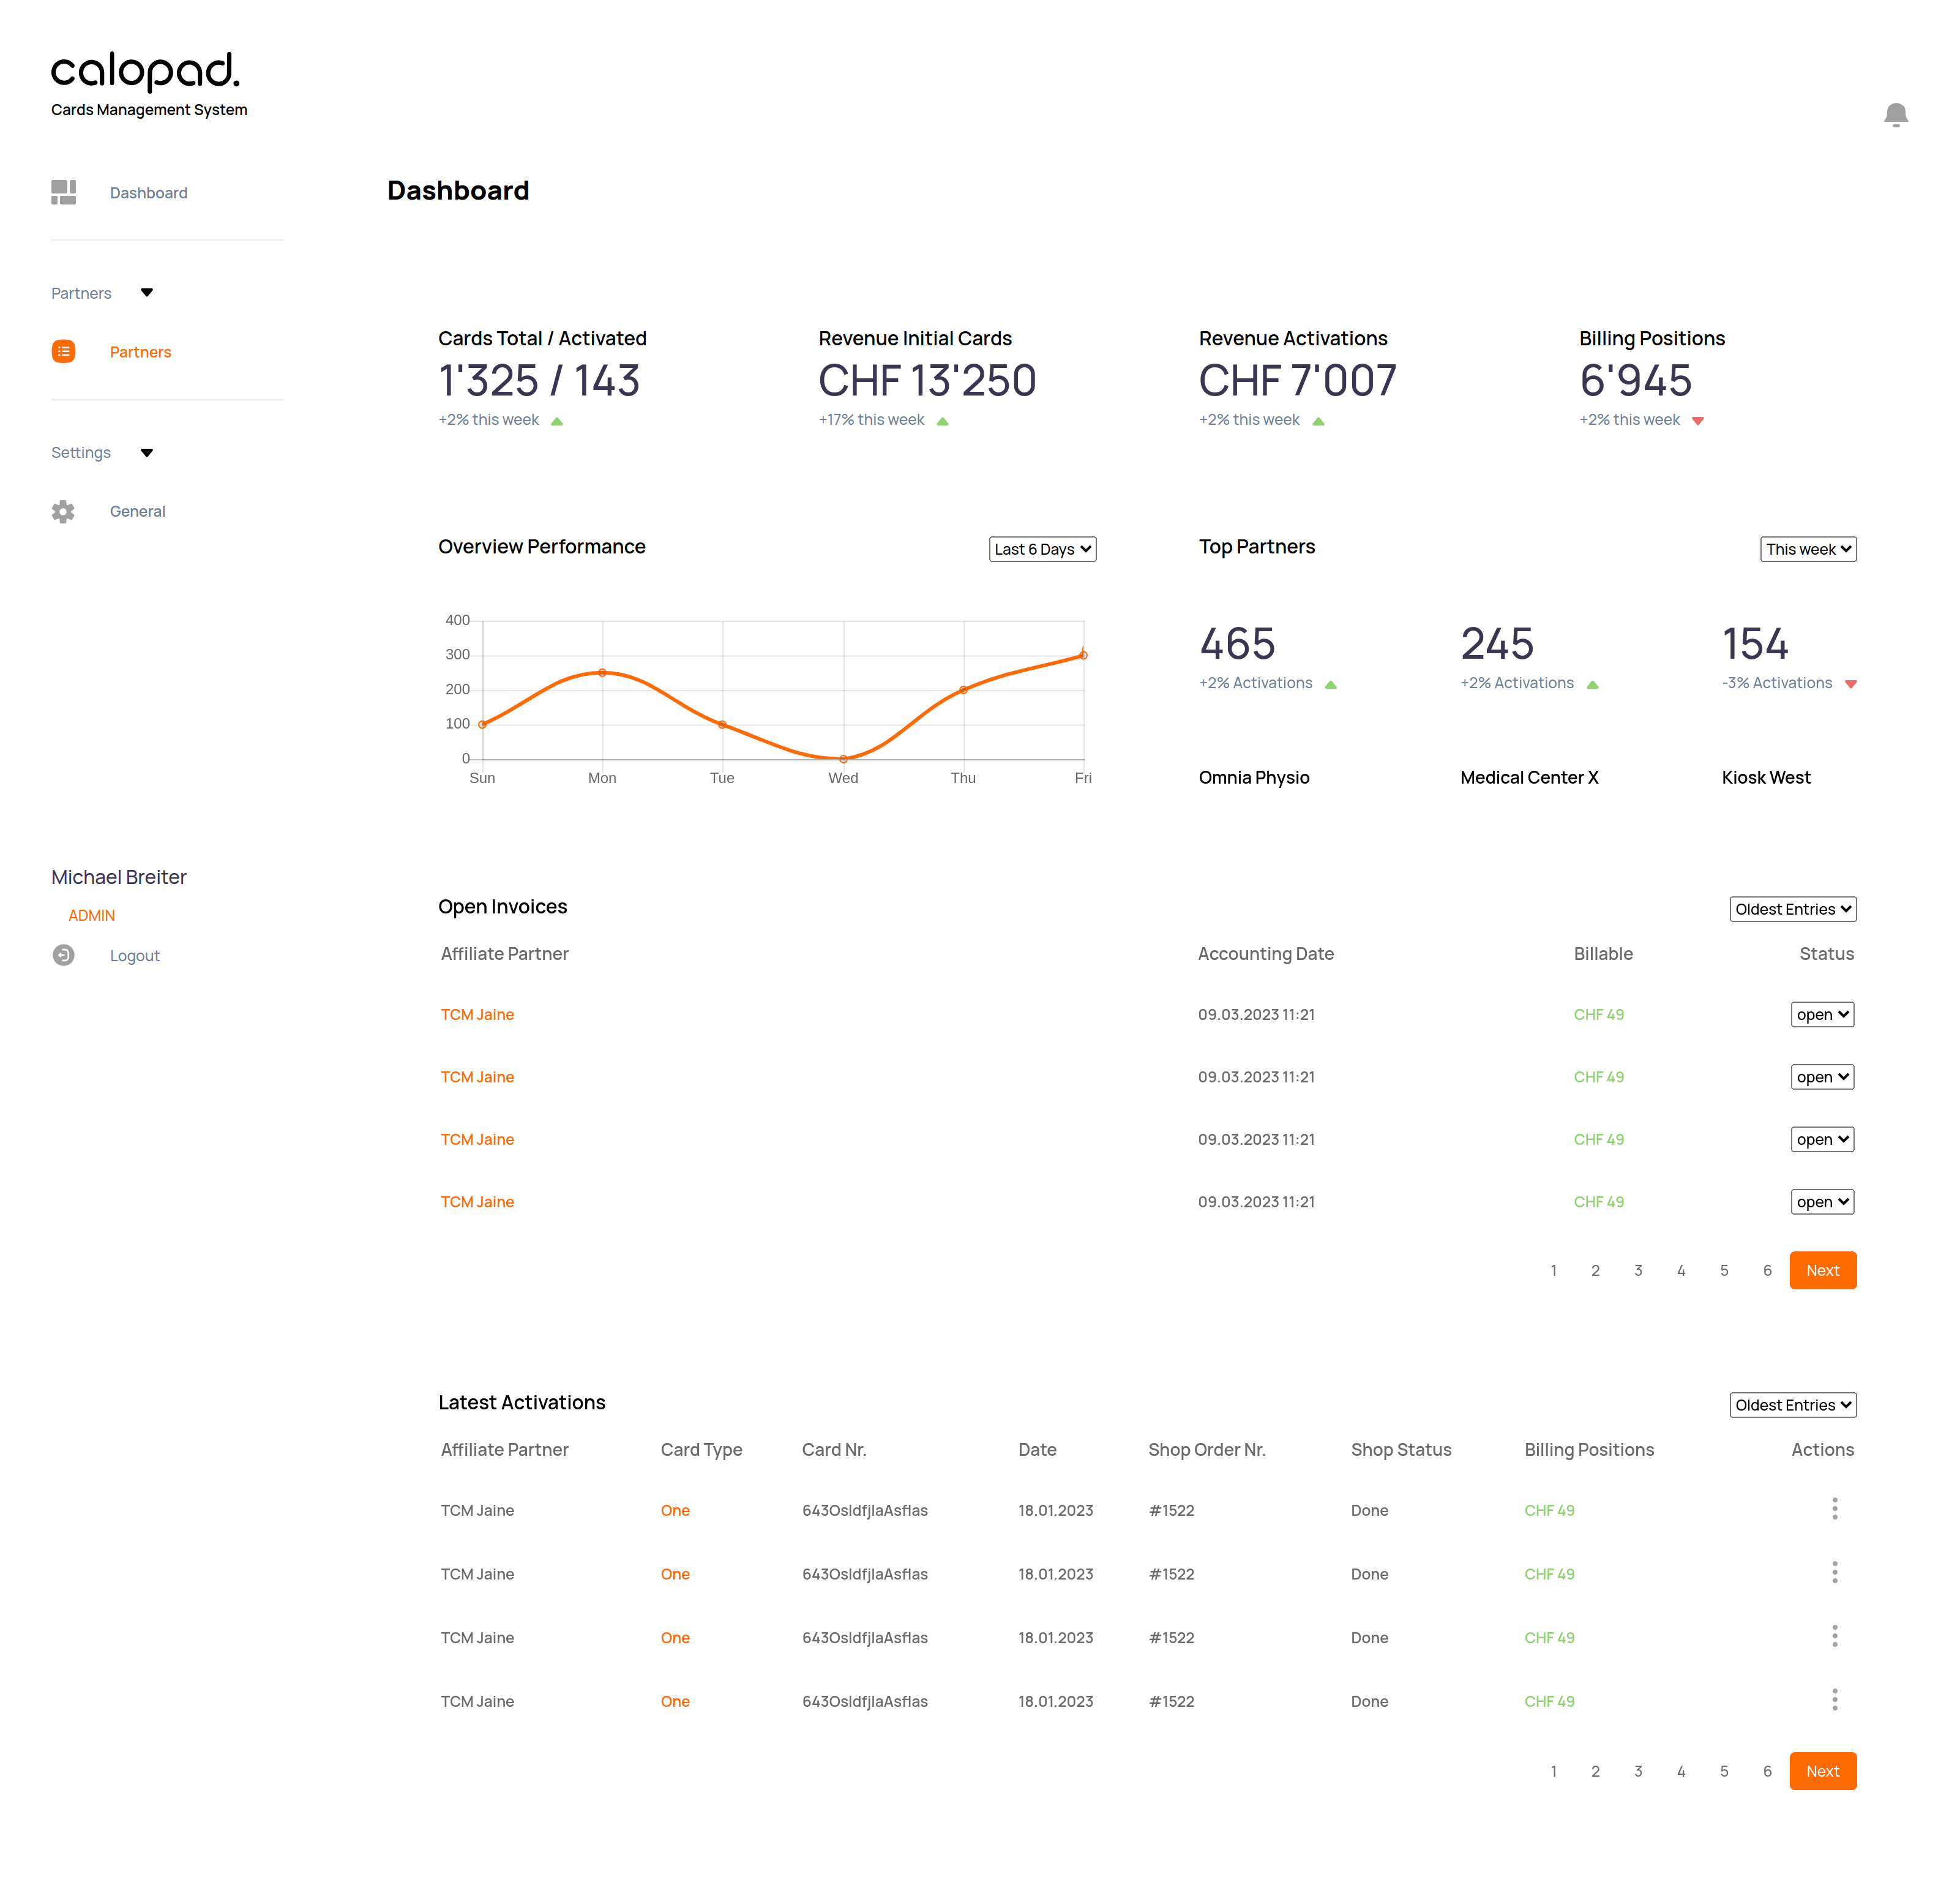 calopad.
Cards Management System
Dashboard
Partners
Partners
Settings
General
Michael Breiter
ADMIN
Logout
Dashboard
Cards Total / Activated
1'325 / 143
+2% this week
Revenue Initial Cards
CHF 13'250
+17% this week
Revenue Activations
CHF 7'007
+2% this week
Billing Positions
6'945
+2% this week
Overview Performance
Last 6 Days
400
300
200
100
0
Sun Mon Tue Wed Thu Fri
Top Partners
This week
465
+2% Activations
Omnia Physio
245
+2% Activations
Medical Center X
154
-3% Activations
Kiosk West
Open Invoices
Oldest Entries
Affiliate Partner Accounting Date Billable Status
TCM Jaine 09.03.2023 11:21 CHF 49 open
TCM Jaine 09.03.2023 11:21 CHF 49 open
TCM Jaine 09.03.2023 11:21 CHF 49 open
TCM Jaine 09.03.2023 11:21 CHF 49 open
1 2 3 4 5 6 Next
Latest Activations
Oldest Entries
Affiliate Partner Card Type Card Nr. Date Shop Order Nr. Shop Status Billing Positions Actions
TCM Jaine One 643OsldfjlaAsflas 18.01.2023 #1522 Done CHF 49
TCM Jaine One 643OsldfjlaAsflas 18.01.2023 #1522 Done CHF 49
TCM Jaine One 643OsldfjlaAsflas 18.01.2023 #1522 Done CHF 49
TCM Jaine One 643OsldfjlaAsflas 18.01.2023 #1522 Done CHF 49
1 2 3 4 5 6 Next